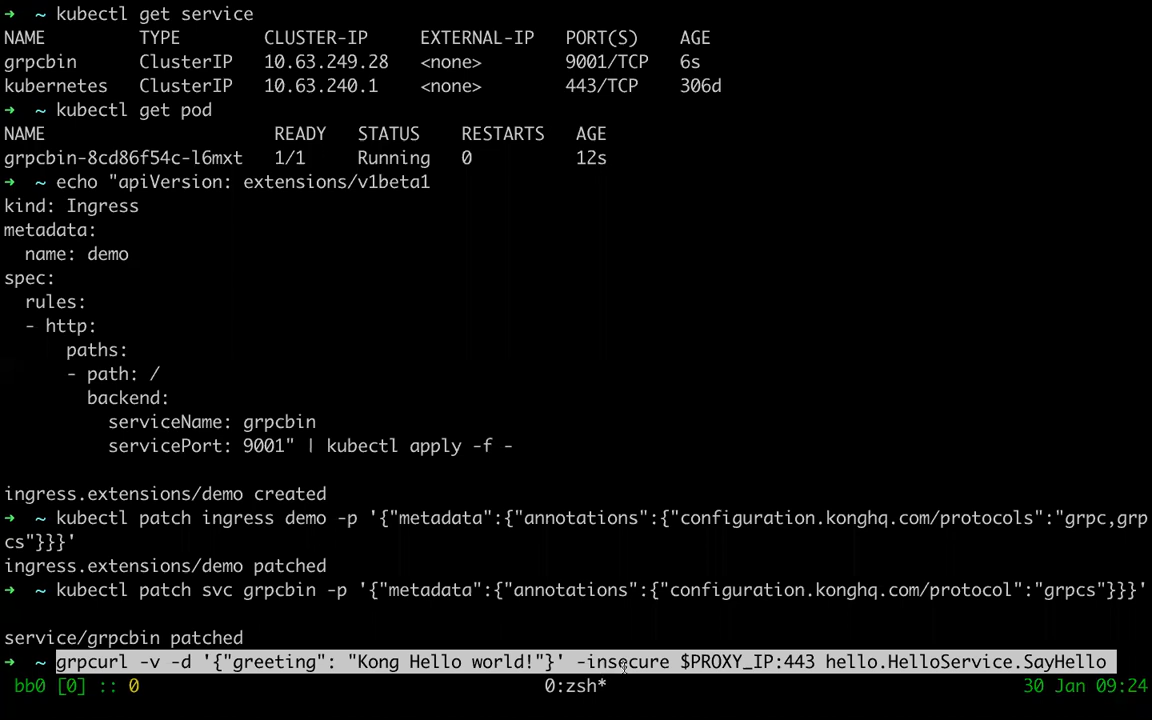 ➜  ~ kubectl get service
NAME         TYPE        CLUSTER-IP     EXTERNAL-IP   PORT(S)    AGE
grpcbin      ClusterIP   10.63.249.28   <none>        9001/TCP   6s
kubernetes   ClusterIP   10.63.240.1    <none>        443/TCP    306d
➜  ~ kubectl get pod
NAME                      READY   STATUS    RESTARTS   AGE
grpcbin-8cd86f54c-l6mxt   1/1     Running   0          12s
➜  ~ echo "apiVersion: extensions/v1beta1
kind: Ingress
metadata:
  name: demo
spec:
  rules:
  - http:
      paths:
      - path: /
        backend:
          serviceName: grpcbin
          servicePort: 9001" | kubectl apply -f -
ingress.extensions/demo created
➜  ~ kubectl patch ingress demo -p '{"metadata":{"annotations":{"configuration.konghq.com/protocols":"grpc,grp
cs"}}}'
ingress.extensions/demo patched
➜  ~ kubectl patch svc grpcbin -p '{"metadata":{"annotations":{"configuration.konghq.com/protocol":"grpcs"}}}'
service/grpcbin patched
➜  ~ grpcurl -v -d '{"greeting": "Kong Hello world!"}' -insecure $PROXY_IP:443 hello.HelloService.SayHello
bb0 [0] :: 0 0:zsh* 30 Jan 09:24